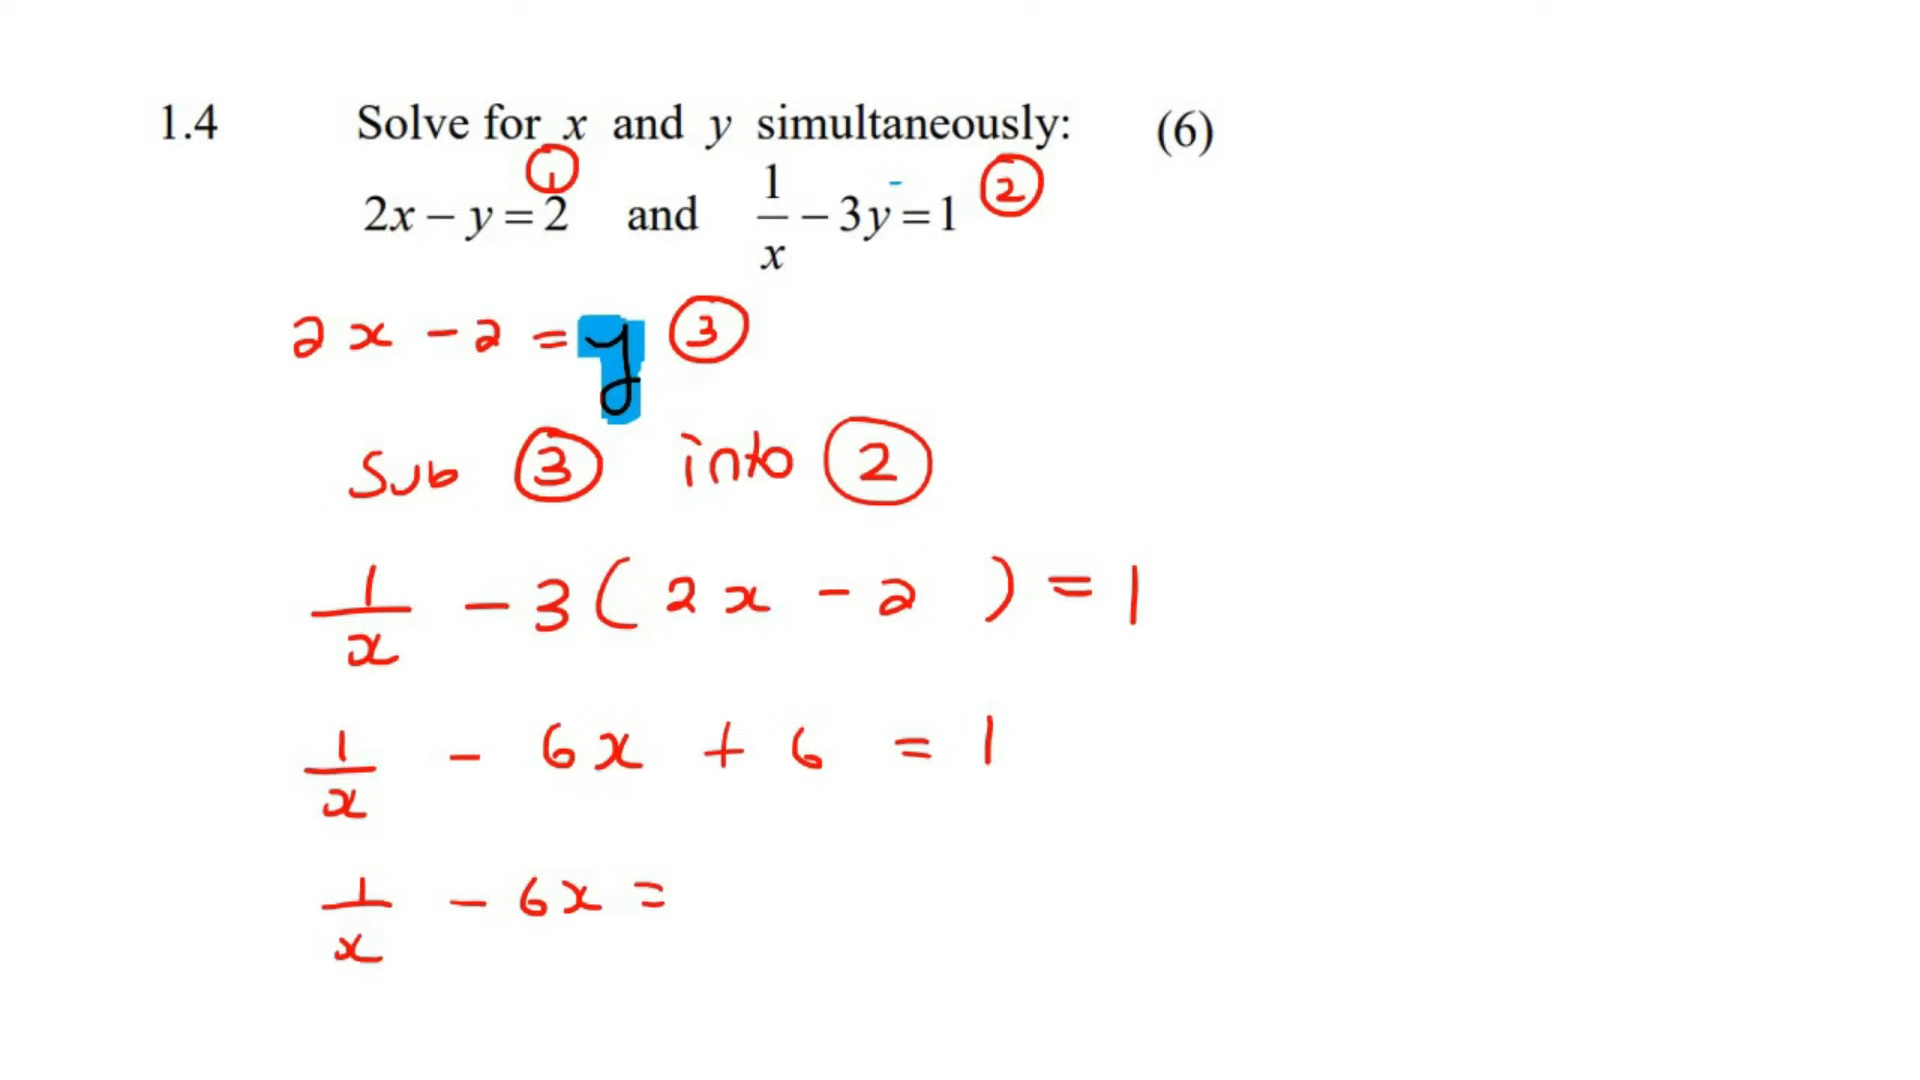 1.4 Solve for x and y simultaneously: (6)
2x − y = 2 ① and 1/x − 3y = 1 ②
2x − 2 = y ③
Sub ③ into ②
1/x − 3(2x − 2) = 1
1/x − 6x + 6 = 1
1/x − 6x =